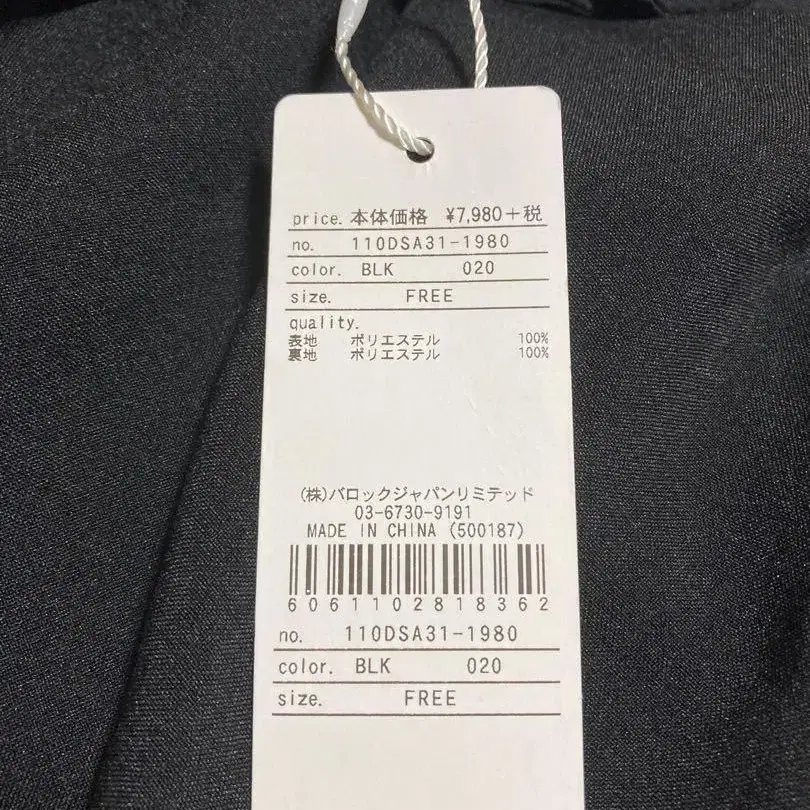 price. 本体価格 ¥7,980+税
no. 110DSA31-1980
color. BLK 020
size. FREE
quality.
表地 ポリエステル 100%
裏地 ポリエステル 100%
(株)バロックジャパンリミテッド
03-6730-9191
MADE IN CHINA (500187)
6061102818362
no. 110DSA31-1980
color. BLK 020
size. FREE